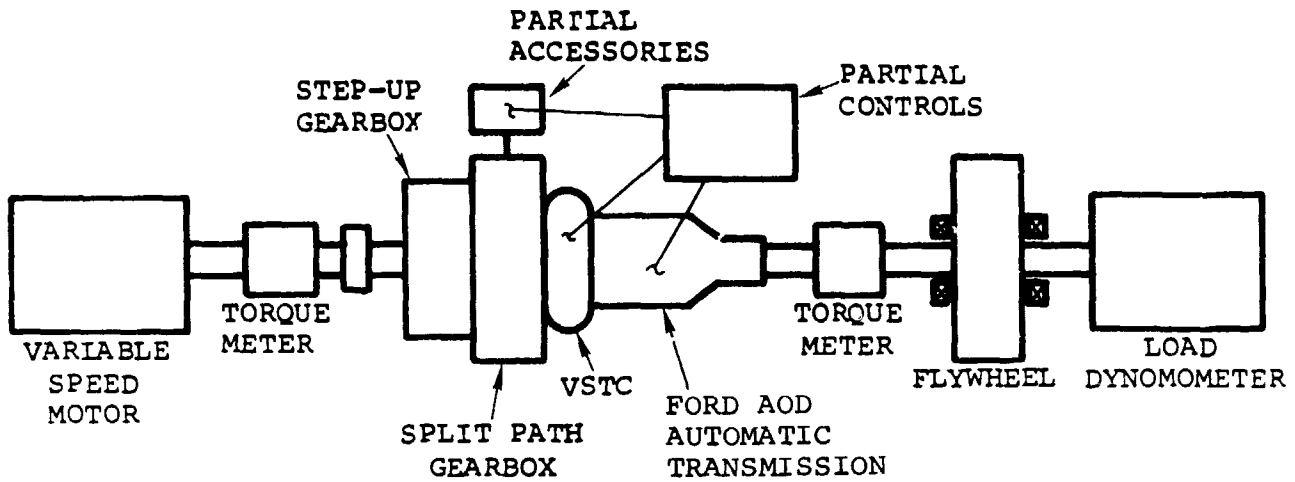 PARTIAL
ACCESSORIES
STEP-UP
GEARBOX
PARTIAL
CONTROLS
VARIABLE
SPEED
MOTOR
TORQUE
METER
SPLIT PATH
GEARBOX
VSTC
FORD AOD
AUTOMATIC
TRANSMISSION
TORQUE
METER
FLYWHEEL
LOAD
DYNOMOMETER